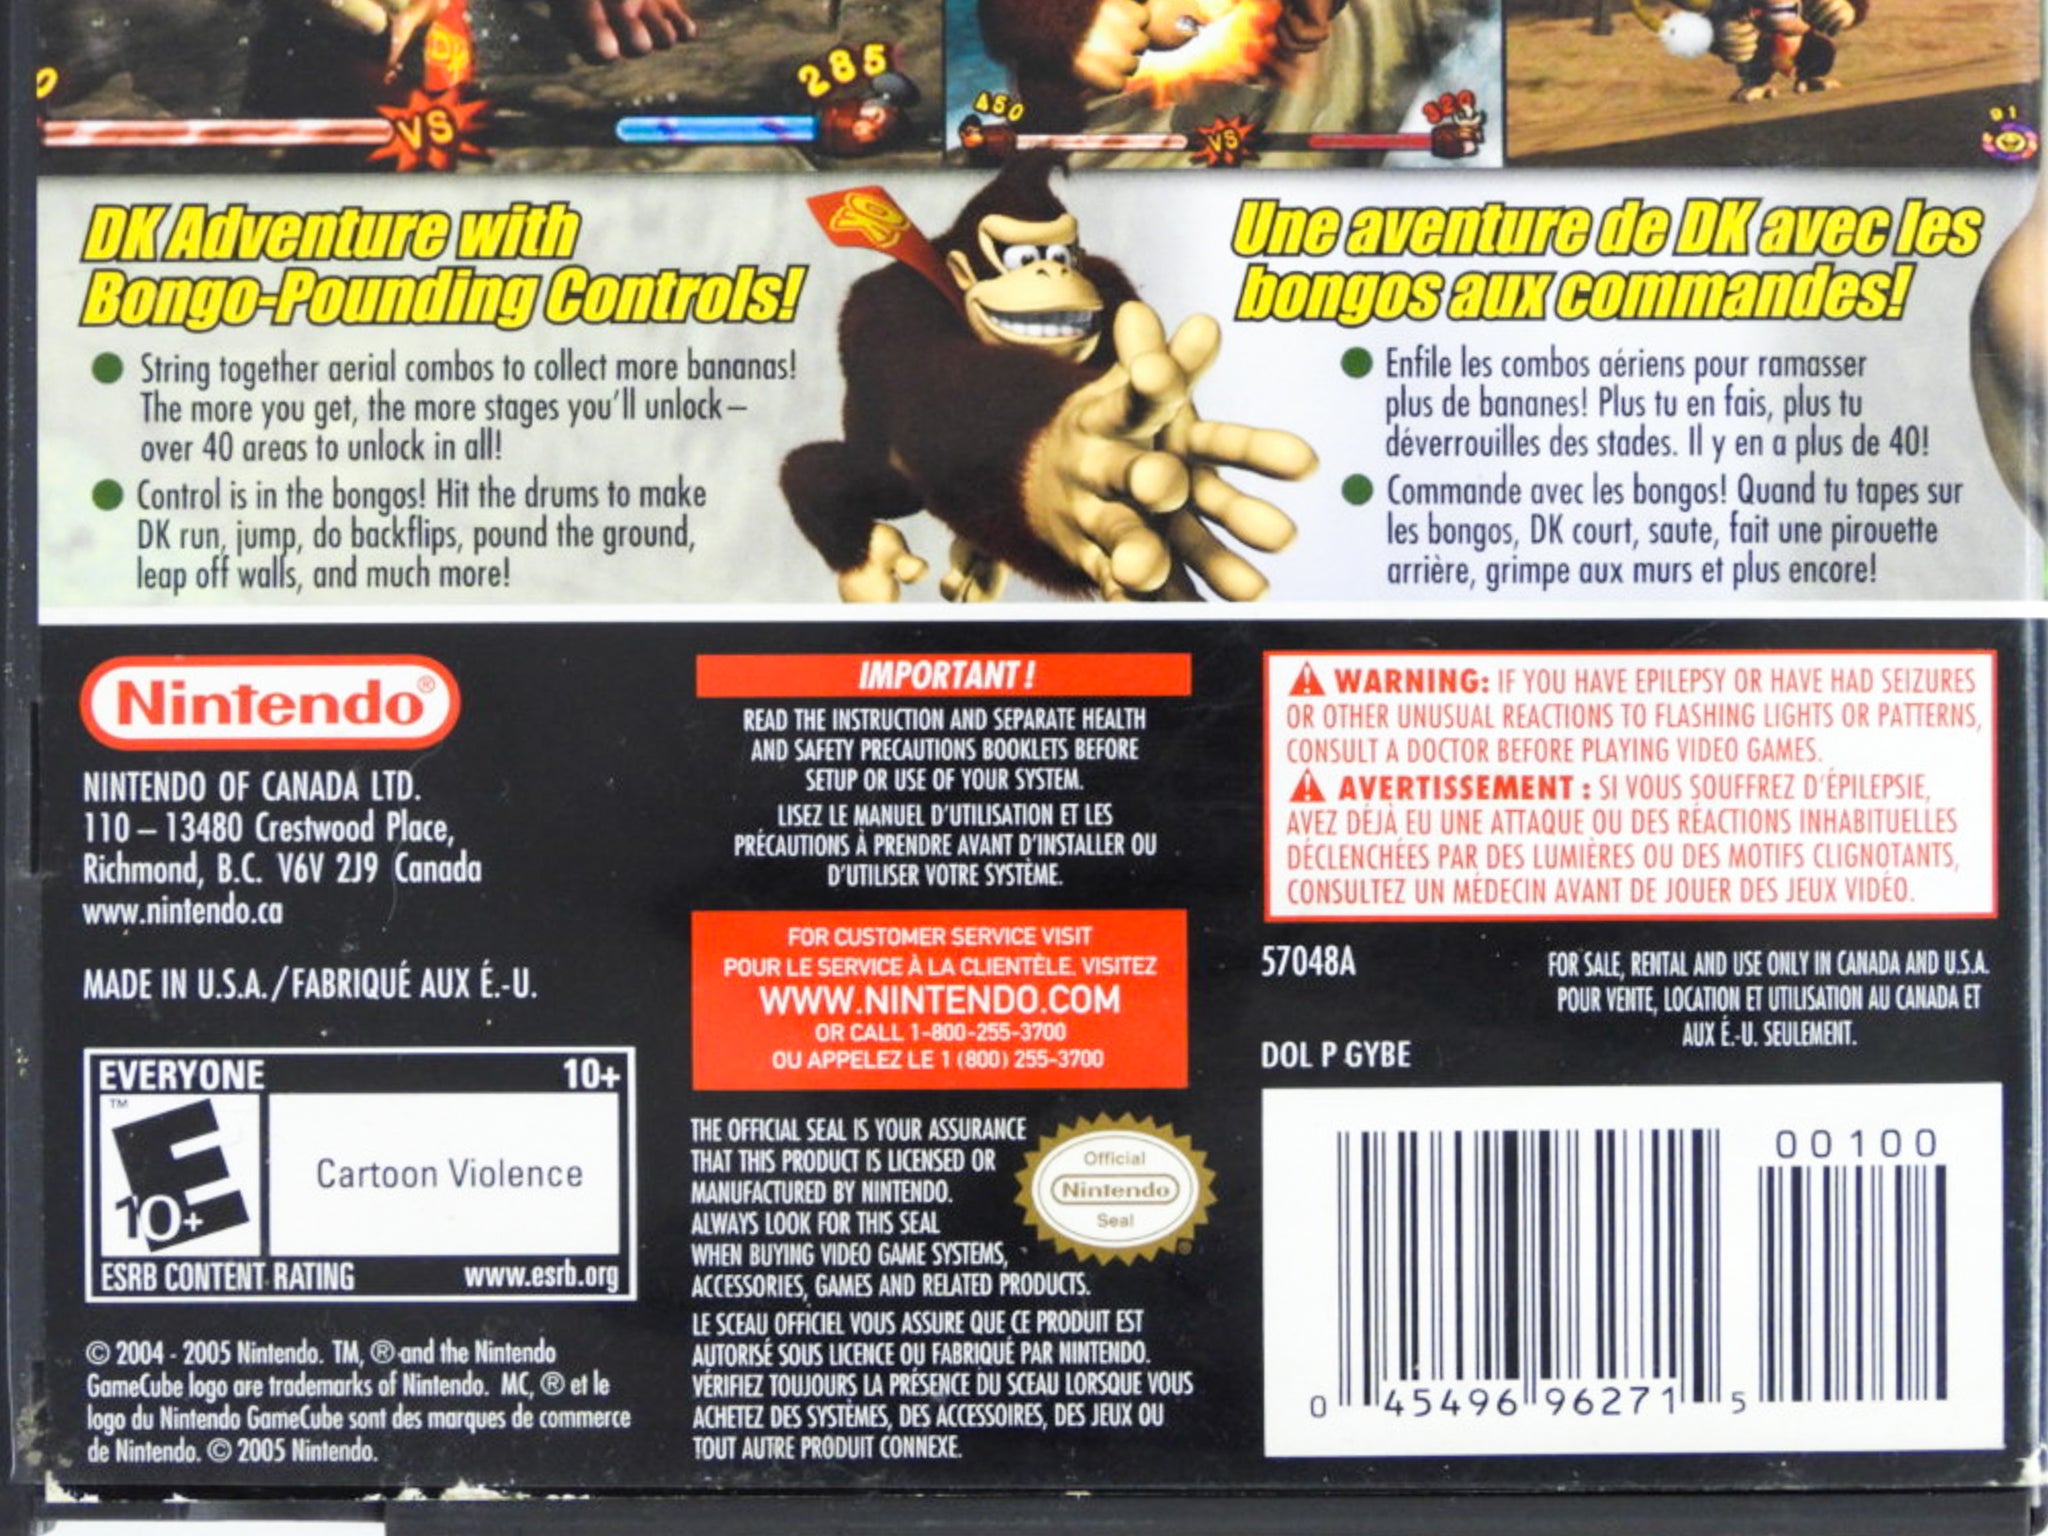 285
VS
450
VS
320
91
DK
DK Adventure with
Bongo-Pounding Controls!
String together aerial combos to collect more bananas!
The more you get, the more stages you'll unlock –
over 40 areas to unlock in all!
Control is in the bongos! Hit the drums to make
DK run, jump, do backflips, pound the ground,
leap off walls, and much more!
Une aventure de DK avec les
bongos aux commandes!
Enfile les combos aériens pour ramasser
plus de bananes! Plus tu en fais, plus tu
déverrouilles des stades. Il y en a plus de 40!
Commande avec les bongos! Quand tu tapes sur
les bongos, DK court, saute, fait une pirouette
arrière, grimpe aux murs et plus encore!
Nintendo®
NINTENDO OF CANADA LTD.
110 – 13480 Crestwood Place,
Richmond, B.C. V6V 2J9 Canada
www.nintendo.ca
MADE IN U.S.A./FABRIQUÉ AUX É.-U.
EVERYONE 10+
TM
E
10+
Cartoon Violence
ESRB CONTENT RATING www.esrb.org
© 2004 - 2005 Nintendo. TM, ® and the Nintendo
GameCube logo are trademarks of Nintendo. MC, ® et le
logo du Nintendo GameCube sont des marques de commerce
de Nintendo. © 2005 Nintendo.
IMPORTANT!
READ THE INSTRUCTION AND SEPARATE HEALTH
AND SAFETY PRECAUTIONS BOOKLETS BEFORE
SETUP OR USE OF YOUR SYSTEM.
LISEZ LE MANUEL D'UTILISATION ET LES
PRÉCAUTIONS À PRENDRE AVANT D'INSTALLER OU
D'UTILISER VOTRE SYSTÈME.
FOR CUSTOMER SERVICE VISIT
POUR LE SERVICE À LA CLIENTÈLE, VISITEZ
WWW.NINTENDO.COM
OR CALL 1-800-255-3700
OU APPELEZ LE 1 (800) 255-3700
THE OFFICIAL SEAL IS YOUR ASSURANCE
THAT THIS PRODUCT IS LICENSED OR
MANUFACTURED BY NINTENDO.
ALWAYS LOOK FOR THIS SEAL
WHEN BUYING VIDEO GAME SYSTEMS,
ACCESSORIES, GAMES AND RELATED PRODUCTS.
Official
Nintendo
Seal
®
LE SCEAU OFFICIEL VOUS ASSURE QUE CE PRODUIT EST
AUTORISÉ SOUS LICENCE OU FABRIQUÉ PAR NINTENDO.
VÉRIFIEZ TOUJOURS LA PRÉSENCE DU SCEAU LORSQUE VOUS
ACHETEZ DES SYSTÈMES, DES ACCESSOIRES, DES JEUX OU
TOUT AUTRE PRODUIT CONNEXE.
WARNING: IF YOU HAVE EPILEPSY OR HAVE HAD SEIZURES
OR OTHER UNUSUAL REACTIONS TO FLASHING LIGHTS OR PATTERNS,
CONSULT A DOCTOR BEFORE PLAYING VIDEO GAMES.
AVERTISSEMENT : SI VOUS SOUFFREZ D'ÉPILEPSIE,
AVEZ DÉJÀ EU UNE ATTAQUE OU DES RÉACTIONS INHABITUELLES
DÉCLENCHÉES PAR DES LUMIÈRES OU DES MOTIFS CLIGNOTANTS,
CONSULTEZ UN MÉDECIN AVANT DE JOUER DES JEUX VIDÉO.
57048A
FOR SALE, RENTAL AND USE ONLY IN CANADA AND U.S.A.
POUR VENTE, LOCATION ET UTILISATION AU CANADA ET
AUX É.-U. SEULEMENT.
DOL P GYBE
00100
0 45496 96271 5